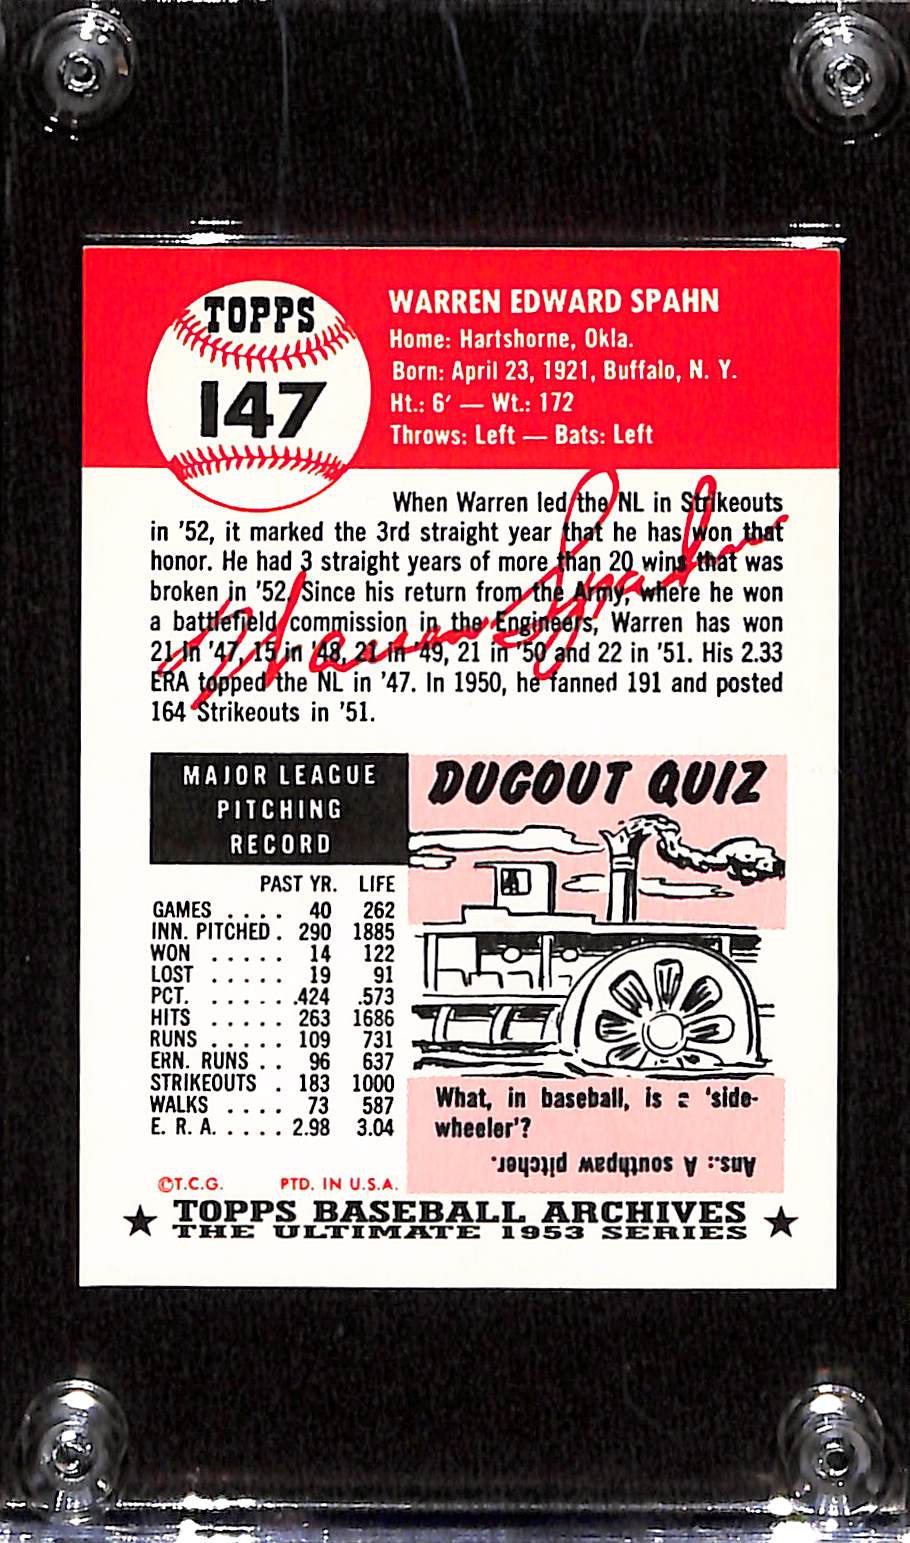 TOPPS
147
WARREN EDWARD SPAHN
Home: Hartshorne, Okla.
Born: April 23, 1921, Buffalo, N. Y.
Ht.: 6' — Wt.: 172
Throws: Left — Bats: Left
When Warren led the NL in Strikeouts
in '52, it marked the 3rd straight year that he has won that
honor. He had 3 straight years of more than 20 wins that was
broken in '52. Since his return from the Army, where he won
a battlefield commission in the Engineers, Warren has won
21 in '47, 15 in '48, 21 in '49, 21 in '50 and 22 in '51. His 2.33
ERA topped the NL in '47. In 1950, he fanned 191 and posted
164 Strikeouts in '51.
Warren Spahn
MAJOR LEAGUE
PITCHING
RECORD
PAST YR. LIFE
GAMES .... 40 262
INN. PITCHED . 290 1885
WON ..... 14 122
LOST ..... 19 91
PCT. ..... .424 .573
HITS ..... 263 1686
RUNS ..... 109 731
ERN. RUNS .. 96 637
STRIKEOUTS . 183 1000
WALKS .... 73 587
E. R. A. .... 2.98 3.04
DUGOUT QUIZ
What, in baseball, is a 'side-
wheeler'?
Ans.: A southpaw pitcher.
©T.C.G. PTD. IN U.S.A.
★ TOPPS BASEBALL ARCHIVES ★
THE ULTIMATE 1953 SERIES